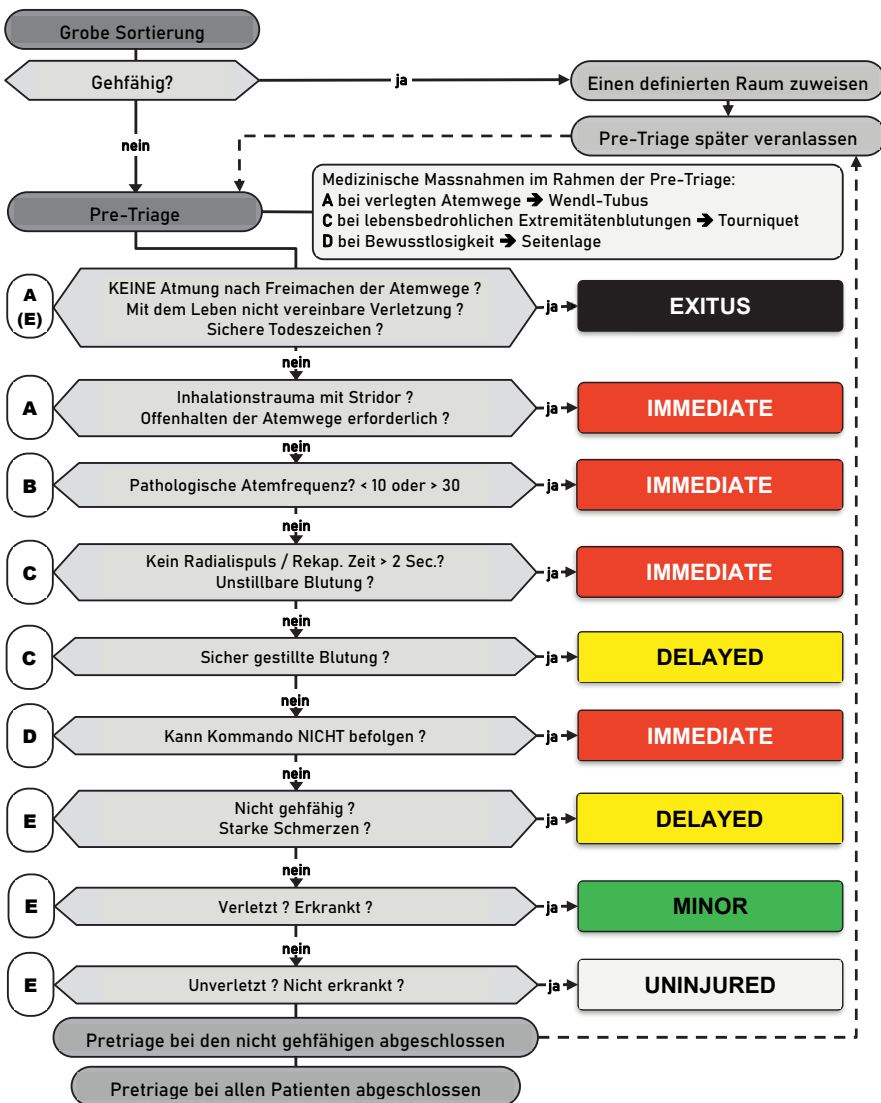 Grobe Sortierung
Gehfähig?
ja
Einen definierten Raum zuweisen
Pre-Triage später veranlassen
nein
Pre-Triage
Medizinische Massnahmen im Rahmen der Pre-Triage:
A bei verlegten Atemwege ➔ Wendl-Tubus
C bei lebensbedrohlichen Extremitätenblutungen ➔ Tourniquet
D bei Bewusstlosigkeit ➔ Seitenlage
A
(E)
KEINE Atmung nach Freimachen der Atemwege ?
Mit dem Leben nicht vereinbare Verletzung ?
Sichere Todeszeichen ?
ja
EXITUS
nein
A
Inhalationstrauma mit Stridor ?
Offenhalten der Atemwege erforderlich ?
ja
IMMEDIATE
nein
B
Pathologische Atemfrequenz? < 10 oder > 30
ja
IMMEDIATE
nein
C
Kein Radialispuls / Rekap. Zeit > 2 Sec.?
Unstillbare Blutung ?
ja
IMMEDIATE
nein
C
Sicher gestillte Blutung ?
ja
DELAYED
nein
D
Kann Kommando NICHT befolgen ?
ja
IMMEDIATE
nein
E
Nicht gehfähig ?
Starke Schmerzen ?
ja
DELAYED
nein
E
Verletzt ? Erkrankt ?
ja
MINOR
nein
E
Unverletzt ? Nicht erkrankt ?
ja
UNINJURED
Pretriage bei den nicht gehfähigen abgeschlossen
Pretriage bei allen Patienten abgeschlossen